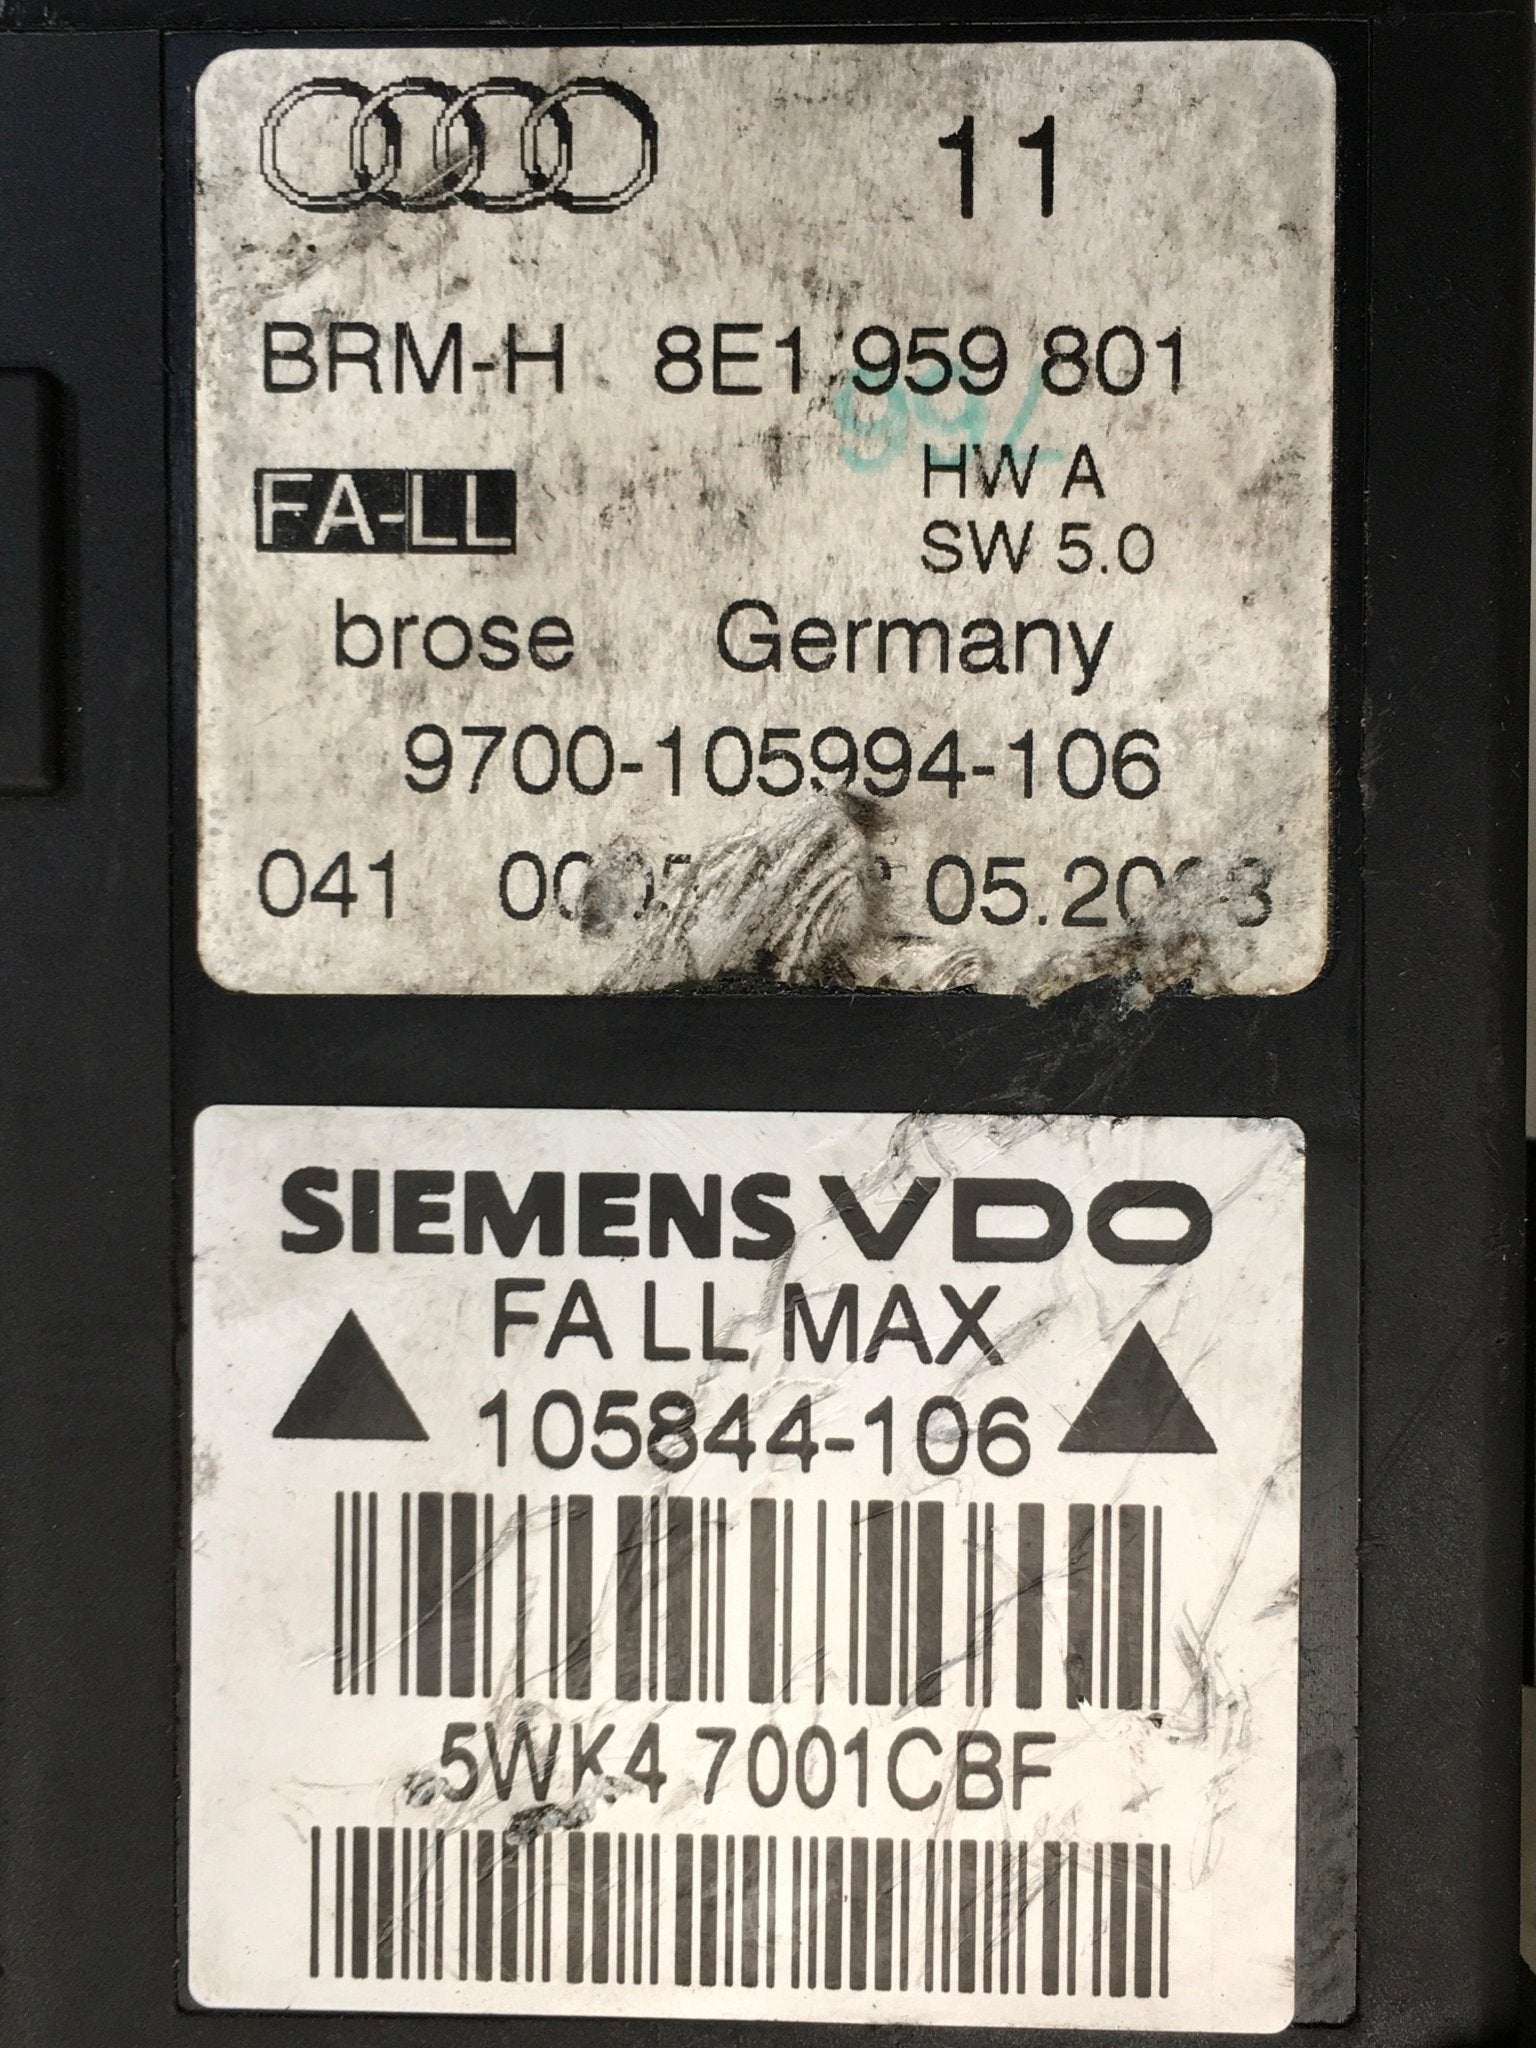 11
BRM-H 8E1 959 801
HW A
FA-LL
SW 5.0
brose Germany
9700-105994-106
041
SIEMENS VDO
FA LL MAX
105844-106
5WK4 7001CBF